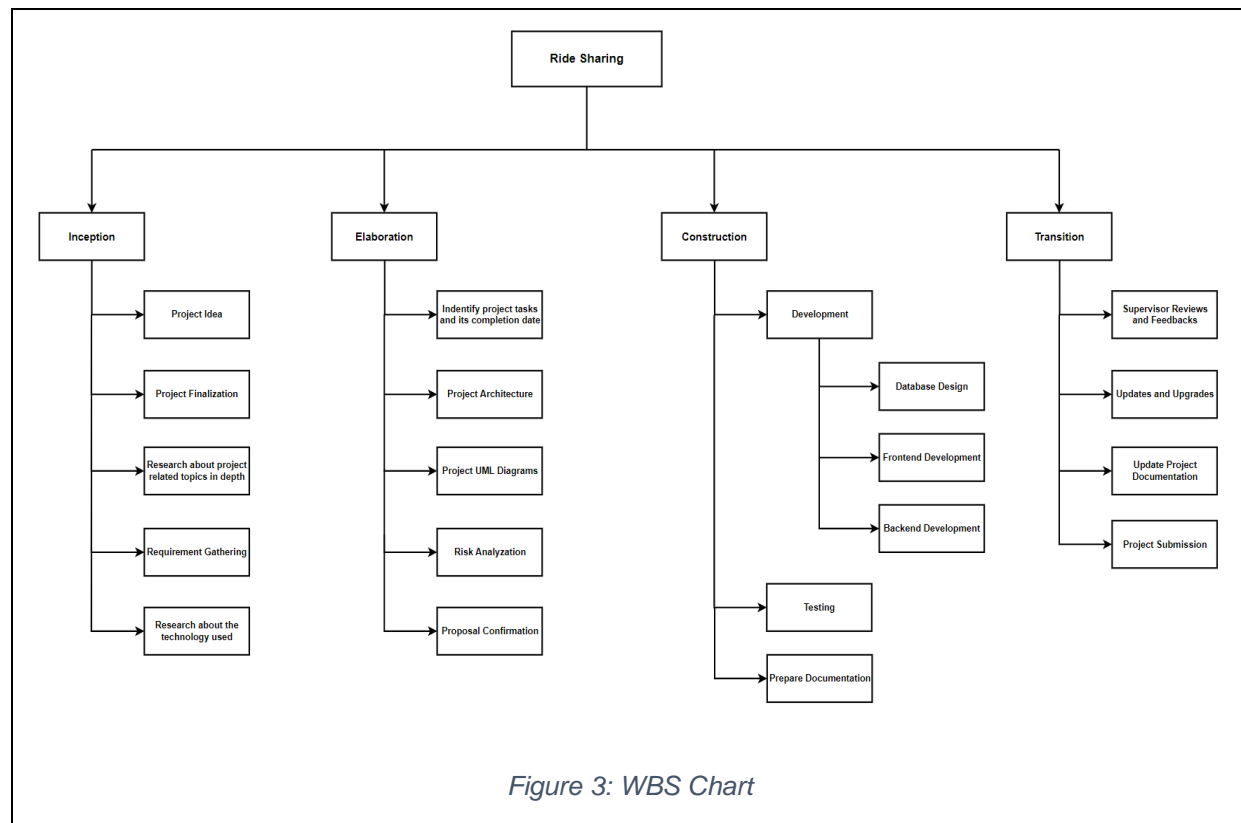 Ride Sharing
Inception
Elaboration
Construction
Transition
Project Idea
Project Finalization
Research about project
related topics in depth
Requirement Gathering
Research about the
technology used
Indentify project tasks
and its completion date
Project Architecture
Project UML Diagrams
Risk Analyzation
Proposal Confirmation
Development
Database Design
Frontend Development
Backend Development
Testing
Prepare Documentation
Supervisor Reviews
and Feedbacks
Updates and Upgrades
Update Project
Documentation
Project Submission
Figure 3: WBS Chart